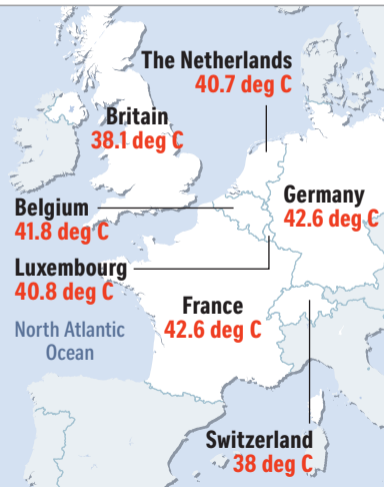 The Netherlands
40.7 deg C
Britain
38.1 deg C
Belgium
41.8 deg C
Germany
42.6 deg C
Luxembourg
40.8 deg C
France
42.6 deg C
North Atlantic
Ocean
Switzerland
38 deg C